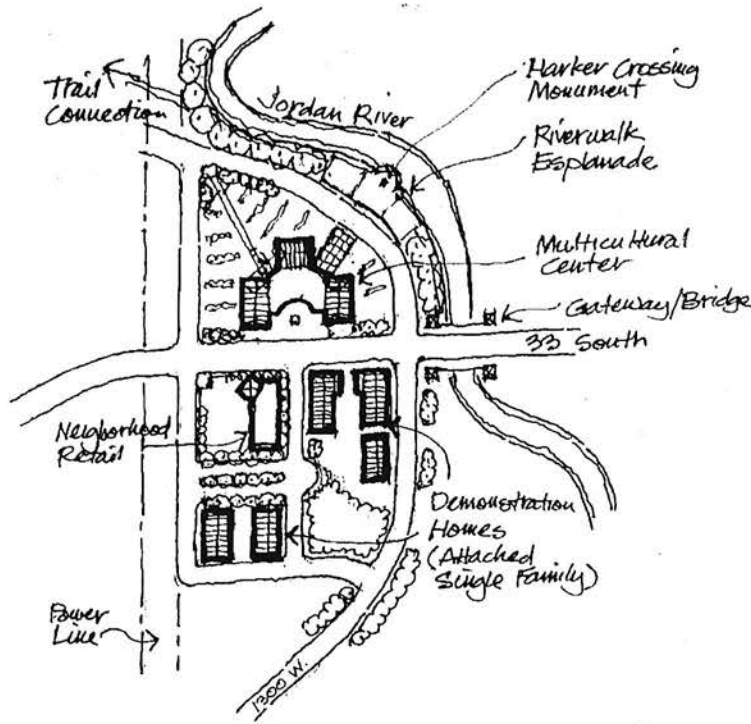 Trail
Connection
Jordan River
Harker Crossing
Monument
Riverwalk
Esplanade
Multicultural
Center
Gateway/Bridge
33 South
Neigborhood
Retail
Demonstration
Homes
(Attached
Single Family)
Power
Line
1300 W.